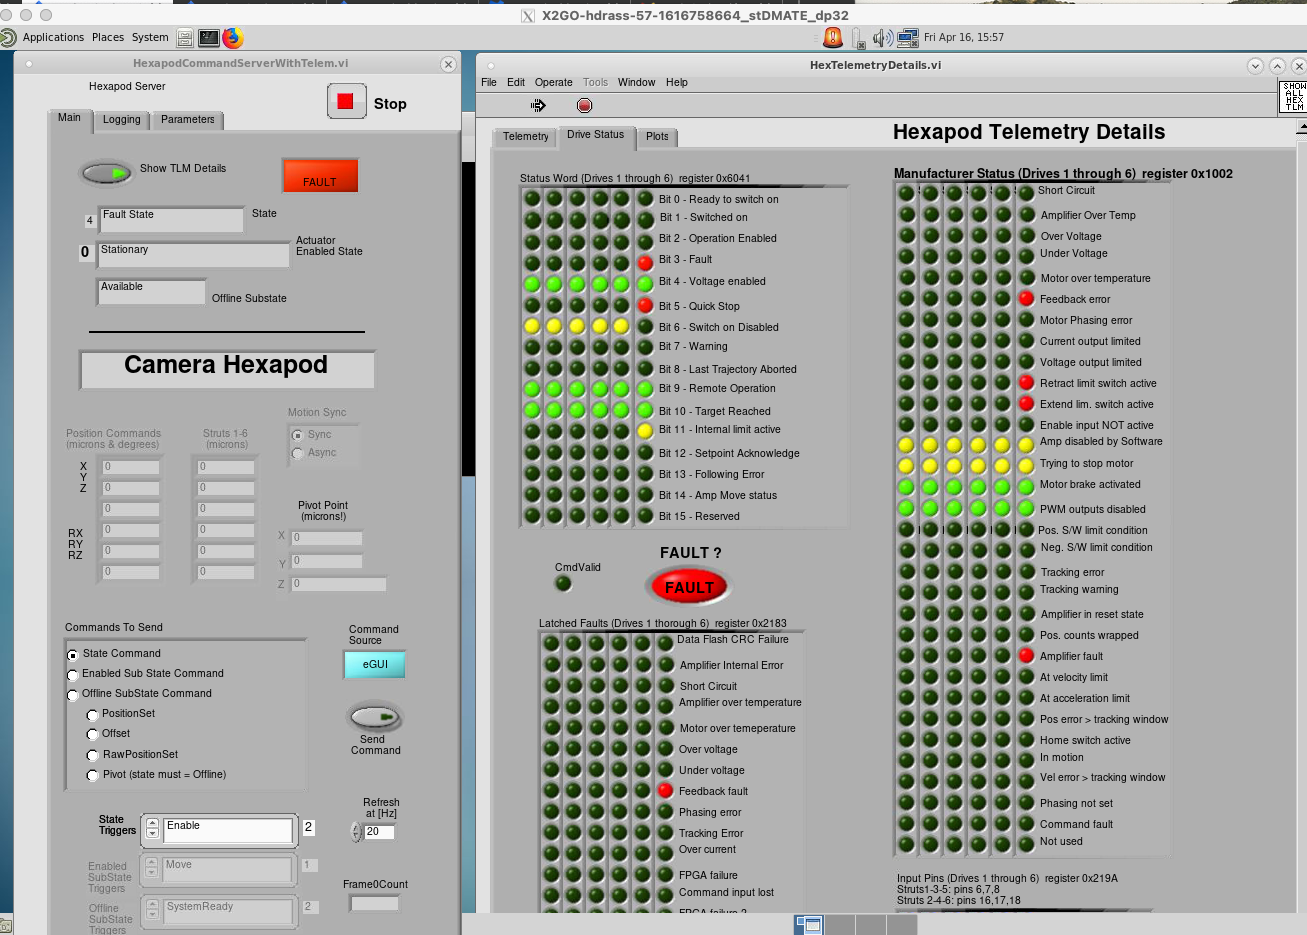 X2GO-hdrass-57-1616758664_stDMATE_dp32
Applications Places System
Fri Apr 16, 15:57
HexapodCommandServerWithTelem.vi
Hexapod Server
Stop
Main Logging Parameters
Show TLM Details
FAULT
4 Fault State State
0 Stationary
Actuator
Enabled State
Available
Offline Substate
Camera Hexapod
Motion Sync
Sync
Async
Position Commands
(microns & degrees)
Struts 1-6
(microns)
X 0 0
Y 0 0
Z 0 0
RX 0 0
RY 0 0
RZ 0 0
Pivot Point
(microns!)
X 0
Y 0
Z 0
Commands To Send
State Command
Enabled Sub State Command
Offline SubState Command
PositionSet
Offset
RawPositionSet
Pivot (state must = Offline)
Command
Source
eGUI
Send
Command
State
Triggers
Enable 2
Refresh
at [Hz]
20
Enabled
SubState
Triggers
Move 1
Offline
SubState
Triggers
SystemReady 2
Frame0Count
HexTelemetryDetails.vi
File Edit Operate Tools Window Help
SHOW
ALL
HEX
TLM
Telemetry Drive Status Plots
Hexapod Telemetry Details
Status Word (Drives 1 through 6) register 0x6041
Bit 0 - Ready to switch on
Bit 1 - Switched on
Bit 2 - Operation Enabled
Bit 3 - Fault
Bit 4 - Voltage enabled
Bit 5 - Quick Stop
Bit 6 - Switch on Disabled
Bit 7 - Warning
Bit 8 - Last Trajectory Aborted
Bit 9 - Remote Operation
Bit 10 - Target Reached
Bit 11 - Internal limit active
Bit 12 - Setpoint Acknowledge
Bit 13 - Following Error
Bit 14 - Amp Move status
Bit 15 - Reserved
FAULT ?
CmdValid
FAULT
Latched Faults (Drives 1 thorough 6) register 0x2183
Data Flash CRC Failure
Amplifier Internal Error
Short Circuit
Amplifier over temperature
Motor over temeperature
Over voltage
Under voltage
Feedback fault
Phasing error
Tracking Error
Over current
FPGA failure
Command input lost
FPGA failure 2
Manufacturer Status (Drives 1 through 6) register 0x1002
Short Circuit
Amplifier Over Temp
Over Voltage
Under Voltage
Motor over temperature
Feedback error
Motor Phasing error
Current output limited
Voltage output limited
Retract limit switch active
Extend lim. switch active
Enable input NOT active
Amp disabled by Software
Trying to stop motor
Motor brake activated
PWM outputs disabled
Pos. S/W limit condition
Neg. S/W limit condition
Tracking error
Tracking warning
Amplifier in reset state
Pos. counts wrapped
Amplifier fault
At velocity limit
At acceleration limit
Pos error > tracking window
Home switch active
In motion
Vel error > tracking window
Phasing not set
Command fault
Not used
Input Pins (Drives 1 through 6) register 0x219A
Struts1-3-5: pins 6,7,8
Struts 2-4-6: pins 16,17,18